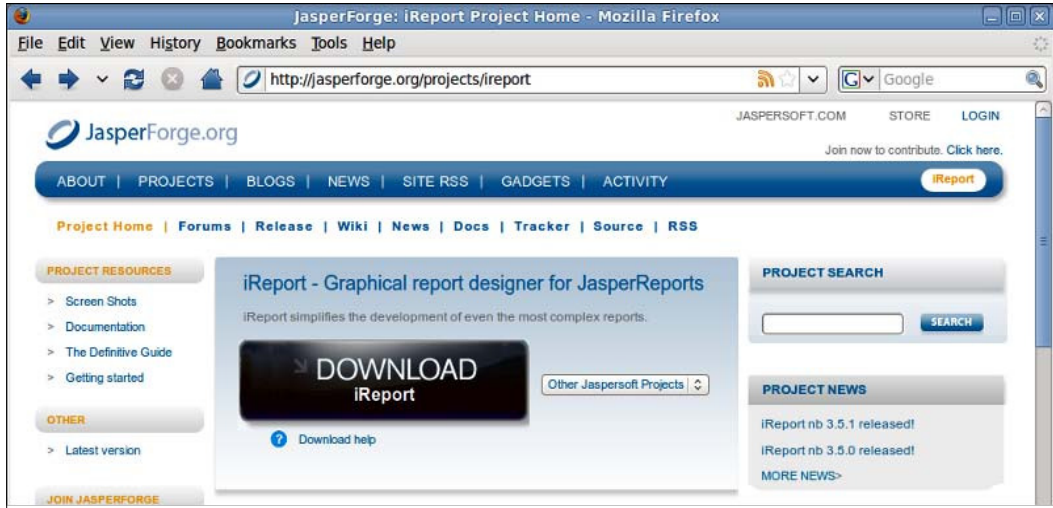 JasperForge: iReport Project Home - Mozilla Firefox
File Edit View History Bookmarks Tools Help
http://jasperforge.org/projects/ireport
G Google
JASPERSOFT.COM STORE LOGIN
JasperForge.org
Join now to contribute. Click here.
ABOUT | PROJECTS | BLOGS | NEWS | SITE RSS | GADGETS | ACTIVITY
iReport
Project Home | Forums | Release | Wiki | News | Docs | Tracker | Source | RSS
PROJECT RESOURCES
> Screen Shots
> Documentation
> The Definitive Guide
> Getting started
OTHER
> Latest version
JOIN JASPERFORGE
iReport - Graphical report designer for JasperReports
iReport simplifies the development of even the most complex reports.
DOWNLOAD
iReport
Other Jaspersoft Projects
? Download help
PROJECT SEARCH
SEARCH
PROJECT NEWS
iReport nb 3.5.1 released!
iReport nb 3.5.0 released!
MORE NEWS>